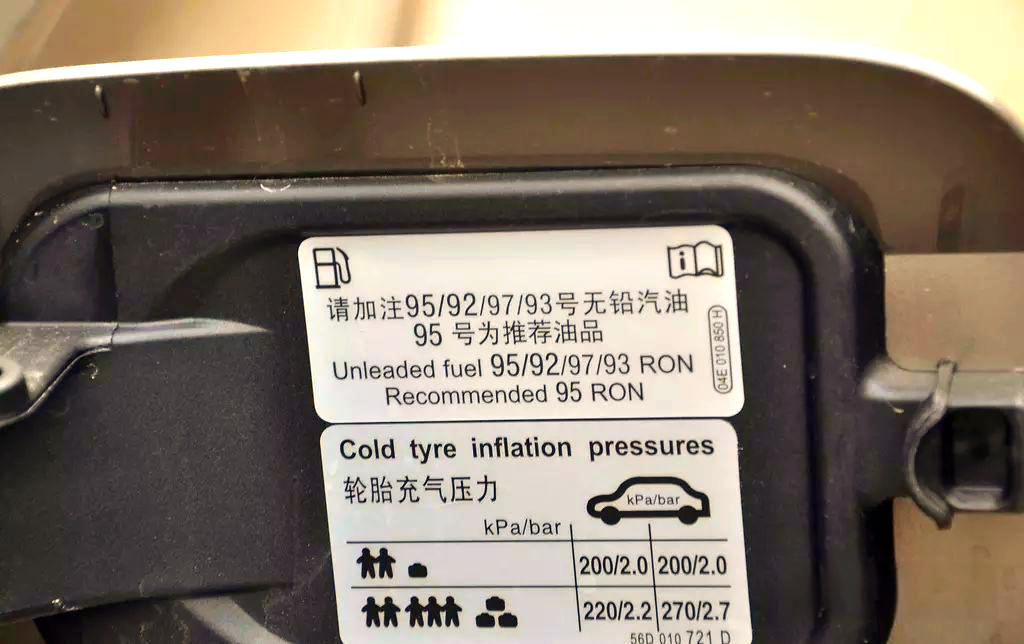 请加注95/92/97/93号无铅汽油
95 号为推荐油品
Unleaded fuel 95/92/97/93 RON
Recommended 95 RON
04E 010 850 H
Cold tyre inflation pressures
轮胎充气压力
kPa/bar
kPa/bar
200/2.0 200/2.0
220/2.2 270/2.7
56D 010 721 D